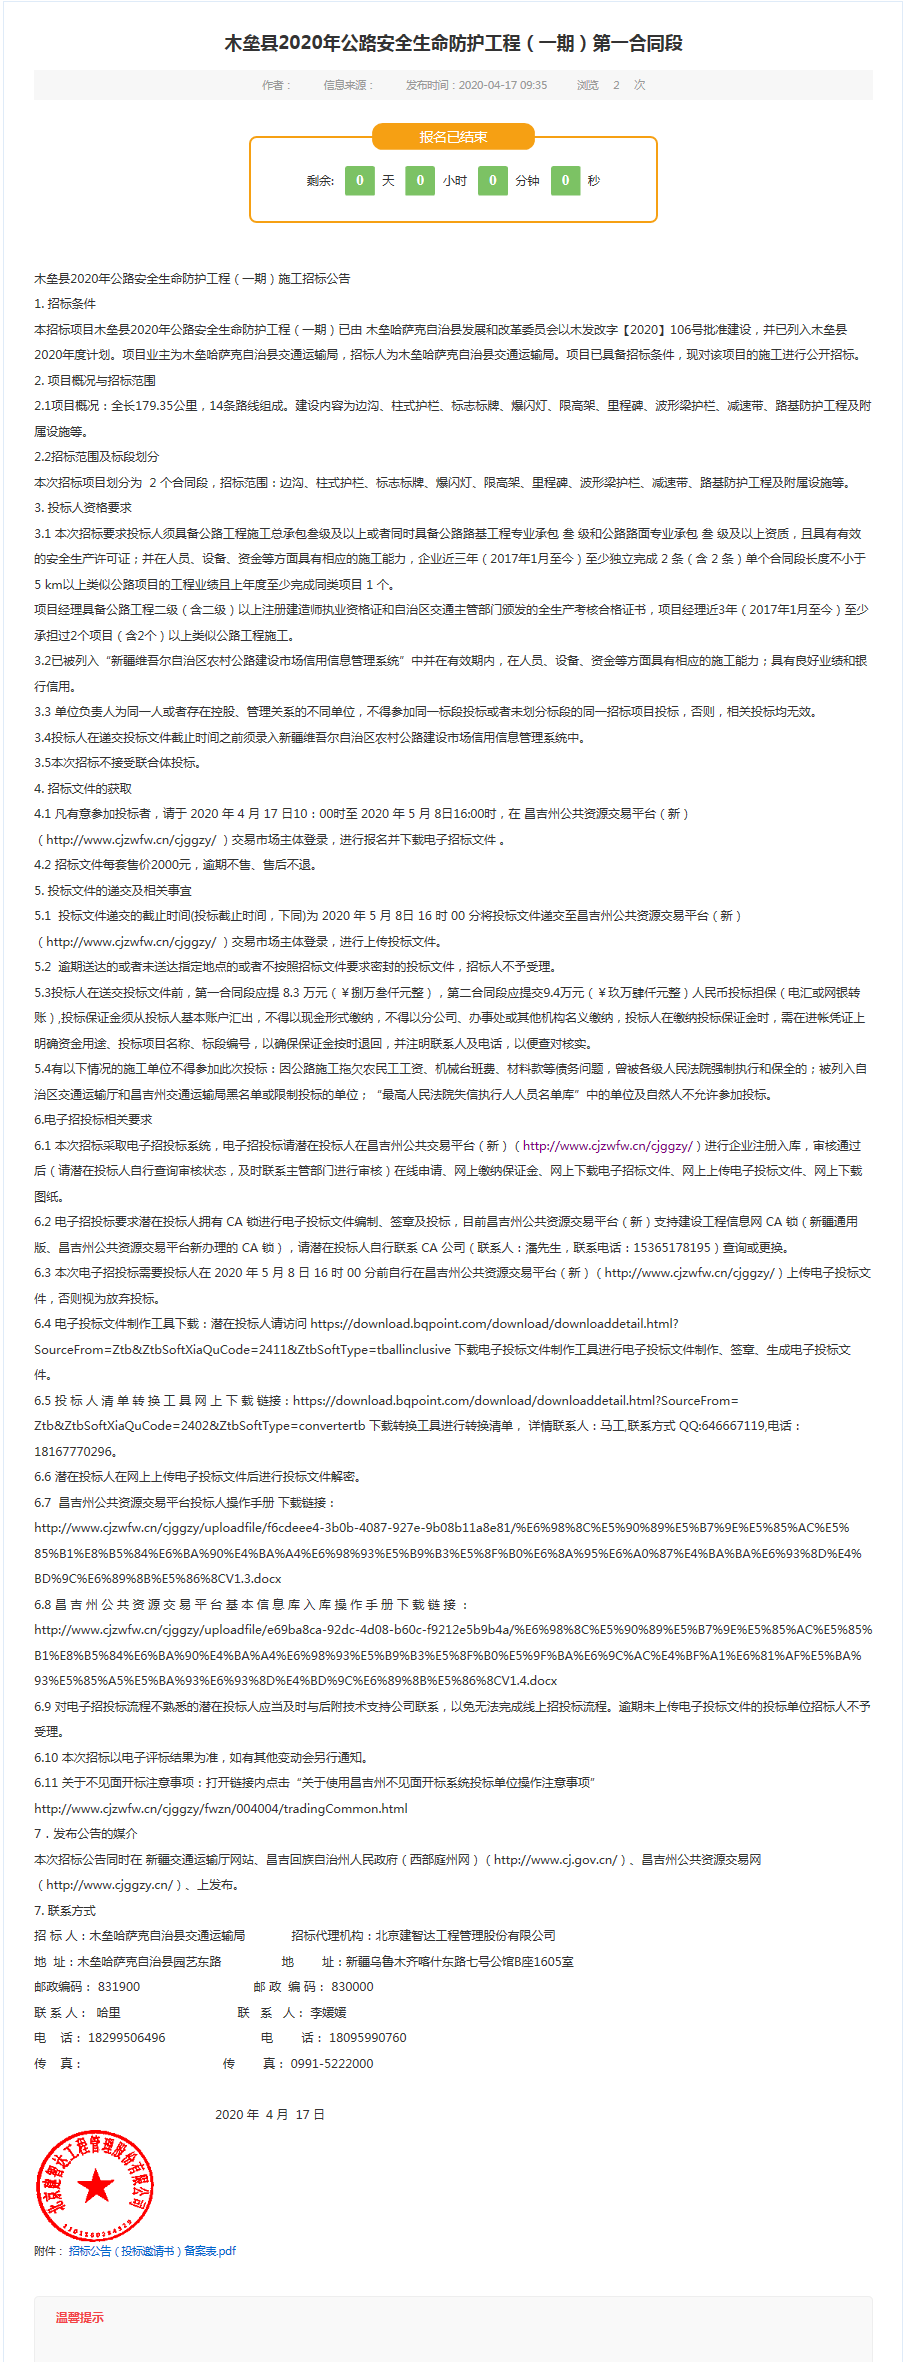 木垒县2020年公路安全生命防护工程（一期）第一合同段
作者： 信息来源： 发布时间：2020-04-17 09:35 浏览 2 次
报名已结束
剩余: 0 天 0 小时 0 分钟 0 秒
木垒县2020年公路安全生命防护工程（一期）施工招标公告
1. 招标条件
本招标项目木垒县2020年公路安全生命防护工程（一期）已由 木垒哈萨克自治县发展和改革委员会以木发改字【2020】106号批准建设，并已列入木垒县
2020年度计划。项目业主为木垒哈萨克自治县交通运输局，招标人为木垒哈萨克自治县交通运输局。项目已具备招标条件，现对该项目的施工进行公开招标。
2. 项目概况与招标范围
2.1项目概况：全长179.35公里，14条路线组成。建设内容为边沟、柱式护栏、标志标牌、爆闪灯、限高架、里程碑、波形梁护栏、减速带、路基防护工程及附
属设施等。
2.2招标范围及标段划分
本次招标项目划分为 2 个合同段，招标范围：边沟、柱式护栏、标志标牌、爆闪灯、限高架、里程碑、波形梁护栏、减速带、路基防护工程及附属设施等。
3. 投标人资格要求
3.1 本次招标要求投标人须具备公路工程施工总承包叁级及以上或者同时具备公路路基工程专业承包 叁 级和公路路面专业承包 叁 级及以上资质，且具有有效
的安全生产许可证；并在人员、设备、资金等方面具有相应的施工能力，企业近三年（2017年1月至今）至少独立完成 2 条（含 2 条）单个合同段长度不小于
5 km以上类似公路项目的工程业绩且上年度至少完成同类项目 1 个。
项目经理具备公路工程二级（含二级）以上注册建造师执业资格证和自治区交通主管部门颁发的全生产考核合格证书，项目经理近3年（2017年1月至今）至少
承担过2个项目（含2个）以上类似公路工程施工。
3.2已被列入“新疆维吾尔自治区农村公路建设市场信用信息管理系统”中并在有效期内，在人员、设备、资金等方面具有相应的施工能力；具有良好业绩和银
行信用。
3.3 单位负责人为同一人或者存在控股、管理关系的不同单位，不得参加同一标段投标或者未划分标段的同一招标项目投标，否则，相关投标均无效。
3.4投标人在递交投标文件截止时间之前须录入新疆维吾尔自治区农村公路建设市场信用信息管理系统中。
3.5本次招标不接受联合体投标。
4. 招标文件的获取
4.1 凡有意参加投标者，请于 2020 年 4 月 17 日10：00时至 2020 年 5 月 8日16:00时，在 昌吉州公共资源交易平台（新）
（http://www.cjzwfw.cn/cjggzy/ ）交易市场主体登录，进行报名并下载电子招标文件 。
4.2 招标文件每套售价2000元，逾期不售、售后不退。
5. 投标文件的递交及相关事宜
5.1 投标文件递交的截止时间(投标截止时间，下同)为 2020 年 5 月 8日 16 时 00 分将投标文件递交至昌吉州公共资源交易平台（新）
（http://www.cjzwfw.cn/cjggzy/ ）交易市场主体登录，进行上传投标文件。
5.2 逾期送达的或者未送达指定地点的或者不按照招标文件要求密封的投标文件，招标人不予受理。
5.3投标人在送交投标文件前，第一合同段应提 8.3 万元（￥捌万叁仟元整），第二合同段应提交9.4万元（￥玖万肆仟元整）人民币投标担保（电汇或网银转
账）,投标保证金须从投标人基本账户汇出，不得以现金形式缴纳，不得以分公司、办事处或其他机构名义缴纳，投标人在缴纳投标保证金时，需在进帐凭证上
明确资金用途、投标项目名称、标段编号，以确保保证金按时退回，并注明联系人及电话，以便查对核实。
5.4有以下情况的施工单位不得参加此次投标：因公路施工拖欠农民工工资、机械台班费、材料款等债务问题，曾被各级人民法院强制执行和保全的；被列入自
治区交通运输厅和昌吉州交通运输局黑名单或限制投标的单位；“最高人民法院失信执行人人员名单库”中的单位及自然人不允许参加投标。
6.电子招投标相关要求
6.1 本次招标采取电子招投标系统，电子招投标请潜在投标人在昌吉州公共交易平台（新）（http://www.cjzwfw.cn/cjggzy/）进行企业注册入库，审核通过
后（请潜在投标人自行查询审核状态，及时联系主管部门进行审核）在线申请、网上缴纳保证金、网上下载电子招标文件、网上上传电子投标文件、网上下载
图纸。
6.2 电子招投标要求潜在投标人拥有 CA 锁进行电子投标文件编制、签章及投标，目前昌吉州公共资源交易平台（新）支持建设工程信息网 CA 锁（新疆通用
版、昌吉州公共资源交易平台新办理的 CA 锁），请潜在投标人自行联系 CA 公司（联系人：潘先生，联系电话：15365178195）查询或更换。
6.3 本次电子招投标需要投标人在 2020 年 5 月 8 日 16 时 00 分前自行在昌吉州公共资源交易平台（新）（http://www.cjzwfw.cn/cjggzy/）上传电子投标文
件，否则视为放弃投标。
6.4 电子投标文件制作工具下载：潜在投标人请访问 https://download.bqpoint.com/download/downloaddetail.html?
SourceFrom=Ztb&ZtbSoftXiaQuCode=2411&ZtbSoftType=tballinclusive 下载电子投标文件制作工具进行电子投标文件制作、签章、生成电子投标文
件。
6.5 投 标 人 清 单 转 换 工 具 网 上 下 载 链接：https://download.bqpoint.com/download/downloaddetail.html?SourceFrom=
Ztb&ZtbSoftXiaQuCode=2402&ZtbSoftType=convertertb 下载转换工具进行转换清单， 详情联系人：马工,联系方式 QQ:646667119,电话：
18167770296。
6.6 潜在投标人在网上上传电子投标文件后进行投标文件解密。
6.7 昌吉州公共资源交易平台投标人操作手册 下载链接：
http://www.cjzwfw.cn/cjggzy/uploadfile/f6cdeee4-3b0b-4087-927e-9b08b11a8e81/%E6%98%8C%E5%90%89%E5%B7%9E%E5%85%AC%E5%
85%B1%E8%B5%84%E6%BA%90%E4%BA%A4%E6%98%93%E5%B9%B3%E5%8F%B0%E6%8A%95%E6%A0%87%E4%BA%BA%E6%93%8D%E4%
BD%9C%E6%89%8B%E5%86%8CV1.3.docx
6.8 昌 吉 州 公 共 资 源 交 易 平 台 基 本 信 息 库 入 库 操 作 手 册 下 载 链 接 ：
http://www.cjzwfw.cn/cjggzy/uploadfile/e69ba8ca-92dc-4d08-b60c-f9212e5b9b4a/%E6%98%8C%E5%90%89%E5%B7%9E%E5%85%AC%E5%85%
B1%E8%B5%84%E6%BA%90%E4%BA%A4%E6%98%93%E5%B9%B3%E5%8F%B0%E5%9F%BA%E6%9C%AC%E4%BF%A1%E6%81%AF%E5%BA%
93%E5%85%A5%E5%BA%93%E6%93%8D%E4%BD%9C%E6%89%8B%E5%86%8CV1.4.docx
6.9 对电子招投标流程不熟悉的潜在投标人应当及时与后附技术支持公司联系，以免无法完成线上招投标流程。逾期未上传电子投标文件的投标单位招标人不予
受理。
6.10 本次招标以电子评标结果为准，如有其他变动会另行通知。
6.11 关于不见面开标注意事项：打开链接内点击“关于使用昌吉州不见面开标系统投标单位操作注意事项”
http://www.cjzwfw.cn/cjggzy/fwzn/004004/tradingCommon.html
7．发布公告的媒介
本次招标公告同时在 新疆交通运输厅网站、昌吉回族自治州人民政府（西部庭州网）（http://www.cj.gov.cn/）、昌吉州公共资源交易网
（http://www.cjggzy.cn/）、上发布。
7. 联系方式
招 标 人：木垒哈萨克自治县交通运输局 招标代理机构：北京建智达工程管理股份有限公司
地 址：木垒哈萨克自治县园艺东路 地 址：新疆乌鲁木齐喀什东路七号公馆B座1605室
邮政编码： 831900 邮 政 编 码： 830000
联 系 人： 哈里 联 系 人： 李媛媛
电 话： 18299506496 电 话： 18095990760
传 真： 传 真： 0991-5222000
2020 年 4 月 17 日
北京建智达工程管理股份有限公司
附件： 招标公告（投标邀请书）备案表.pdf
温馨提示